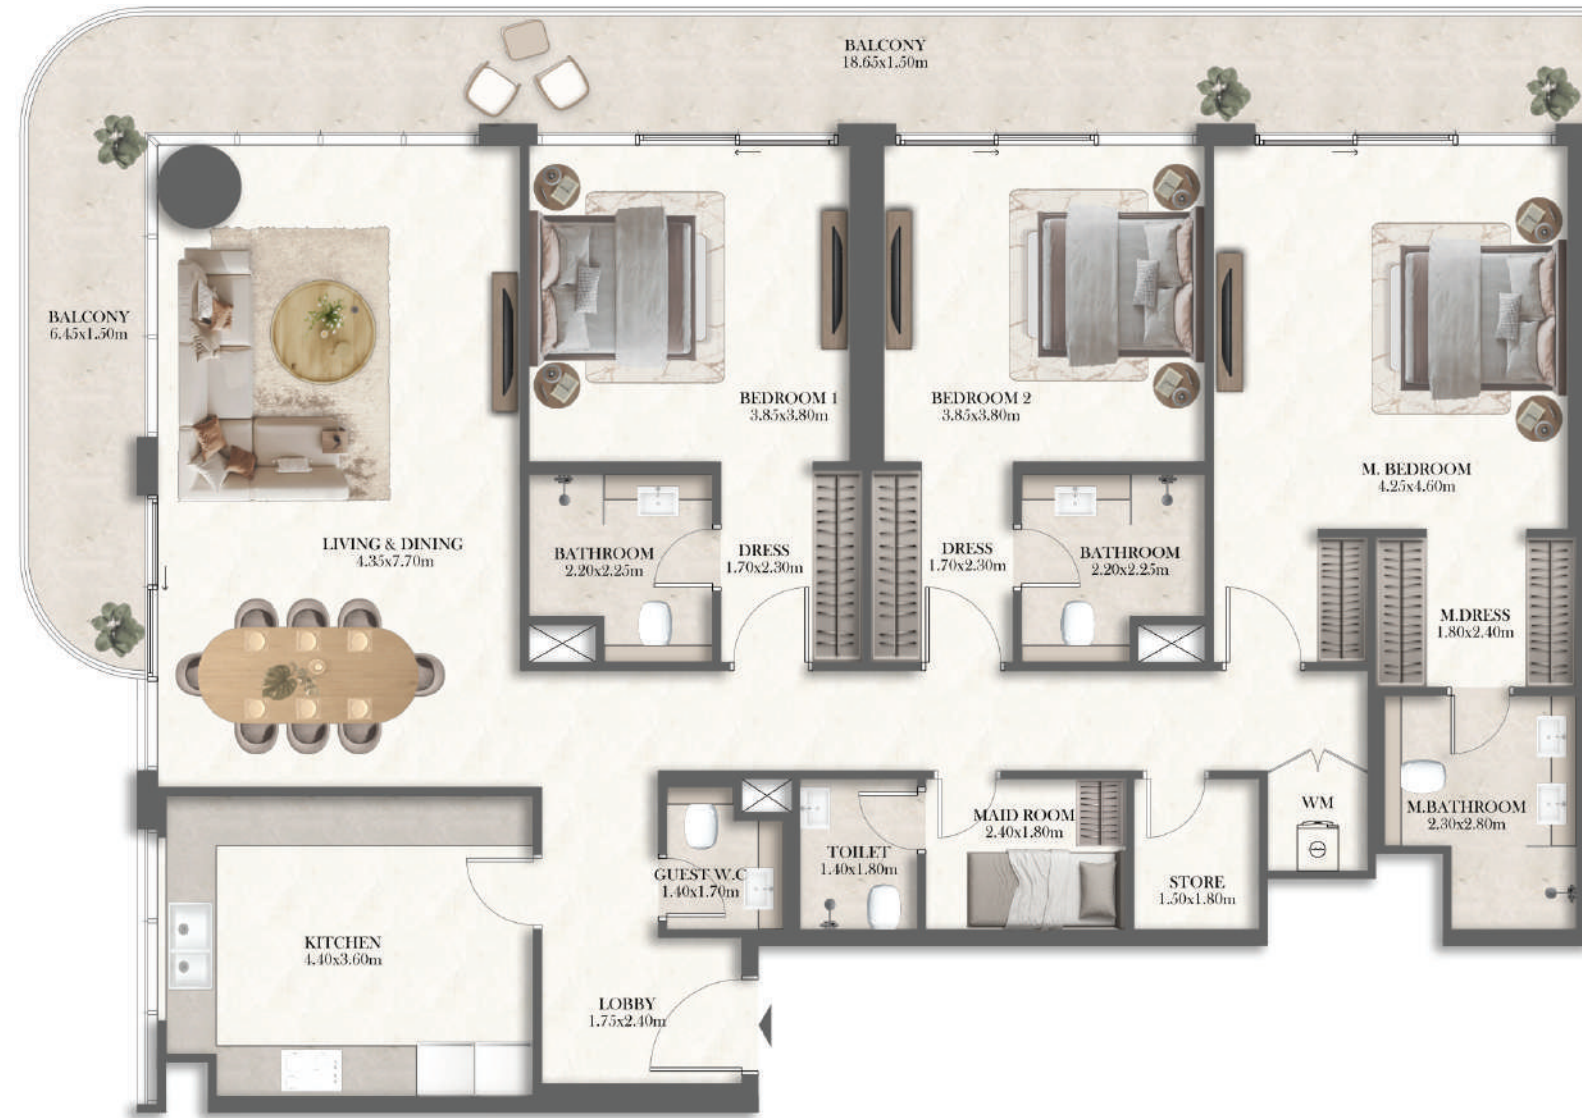 BALCONY
18.65x1.50m
BALCONY
6.45x1.50m
BEDROOM 1
3.85x3.80m
BEDROOM 2
3.85x3.80m
M. BEDROOM
4.25x4.60m
LIVING & DINING
4.35x7.70m
BATHROOM
2.20x2.25m
DRESS
1.70x2.30m
DRESS
1.70x2.30m
BATHROOM
2.20x2.25m
M.DRESS
1.80x2.40m
WM
M.BATHROOM
2.30x2.80m
MAID ROOM
2.40x1.80m
TOILET
1.40x1.80m
GUEST W.C
1.40x1.70m
STORE
1.50x1.80m
KITCHEN
4.40x3.60m
LOBBY
1.75x2.40m